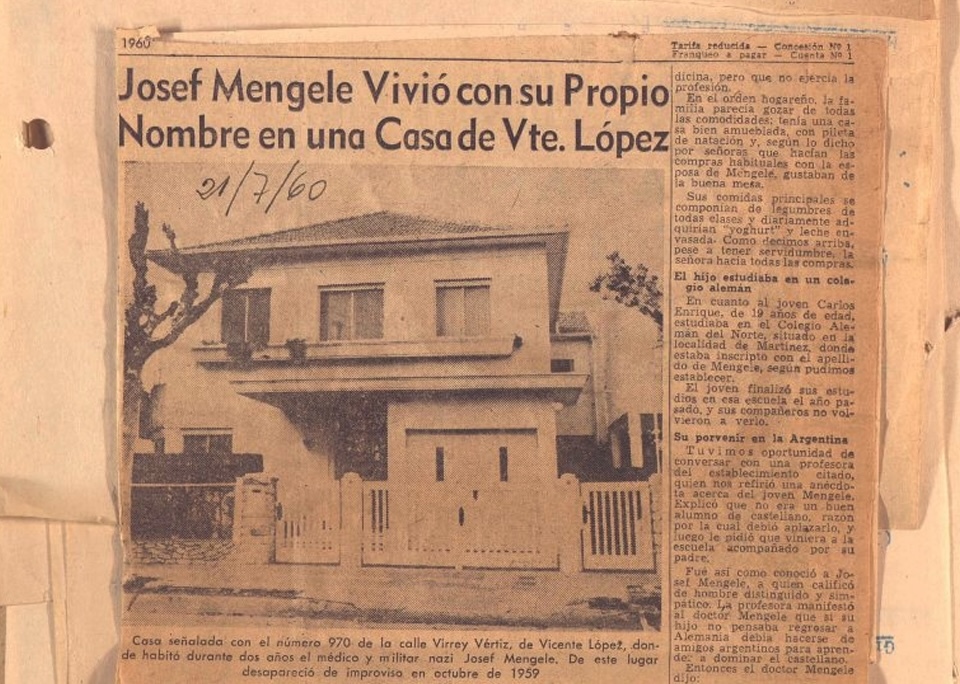 1960
Tarifa reducida — Concesión Nº 1
Franqueo a pagar — Cuenta Nº 1
Josef Mengele Vivió con su Propio
Nombre en una Casa de Vte. López
21/7/60
Casa señalada con el número 970 de la calle Virrey Vértiz, de Vicente López, don-
de habitó durante dos años el médico y militar nazi Josef Mengele. De este lugar
desapareció de improviso en octubre de 1959
dicina, pero que no ejercía la
profesión.
En el orden hogareño, la fa-
milia parecía gozar de todas
las comodidades; tenía una ca-
sa bien amueblada, con pileta
de natación y, según lo dicho
por señoras que hacían las
compras habituales con la es-
posa de Mengele, gustaban de
la buena mesa.
Sus comidas principales se
componían de legumbres de
todas clases y diariamente ad-
quirían "yoghurt" y leche en-
vasada. Como decimos arriba,
pese a tener servidumbre, la
señora hacía todas las compras.
El hijo estudiaba en un cole-
gio alemán
En cuanto al joven Carlos
Enrique, de 19 años de edad,
estudiaba en el Colegio Ale-
mán del Norte, situado en la
localidad de Martínez, donde
estaba inscripto con el apelli-
do de Mengele, según pudimos
establecer.
El joven finalizó sus estu-
dios en esa escuela el año pa-
sado, y sus compañeros no vol-
vieron a verlo.
Su porvenir en la Argentina
Tuvimos oportunidad de
conversar con una profesora
del establecimiento citado,
quien nos refirió una anécdo-
ta acerca del joven Mengele.
Explicó que no era un buen
alumno de castellano, razón
por la cual debió aplazarlo, y
luego le pidió que viniera a la
escuela acompañado por su
padre.
Fué así como conoció a Jo-
sef Mengele, a quien calificó
de hombre distinguido y sim-
pático. La profesora manifestó
al doctor Mengele que si su
hijo no pensaba regresar a
Alemania debía hacerse de
amigos argentinos para apren-
der a dominar el castellano.
Entonces el doctor Mengele
dijo: